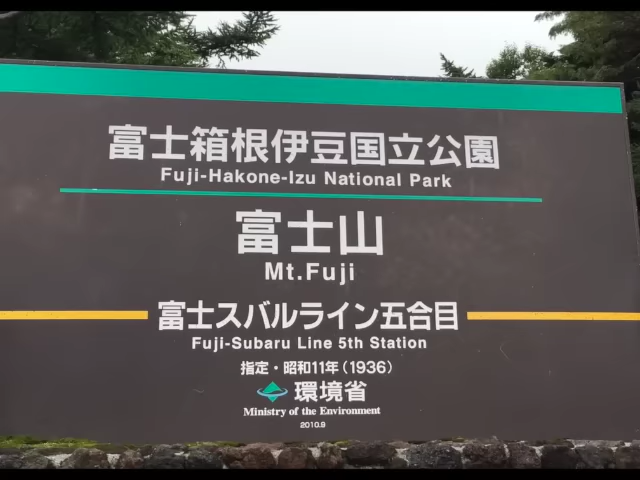 富士箱根伊豆国立公園
Fuji-Hakone-Izu National Park
富士山
Mt.Fuji
富士スバルライン五合目
Fuji-Subaru Line 5th Station
指定・昭和11年(1936)
環境省
Ministry of the Environment
2010.9